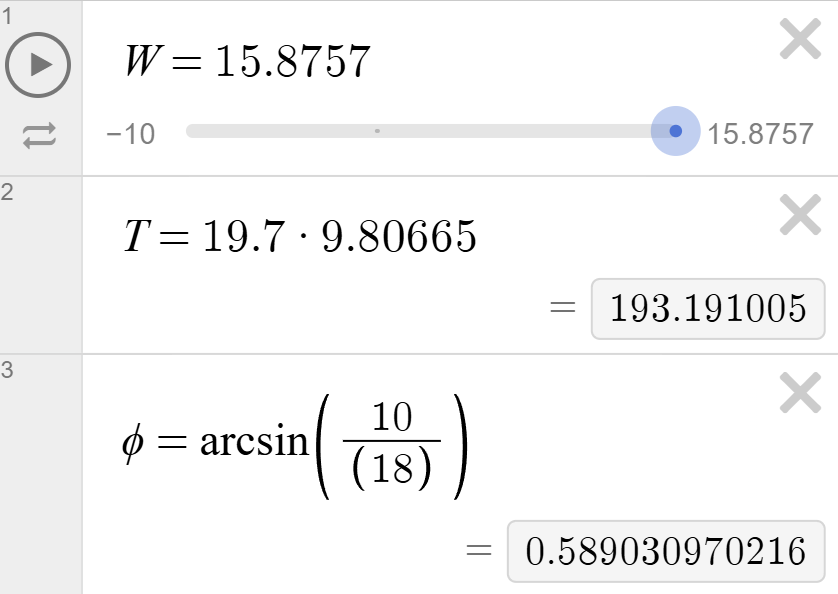 1
W = 15.8757
−10 15.8757
2
T = 19.7 · 9.80665
= 193.191005
3
ϕ = arcsin(10/(18))
= 0.589030970216